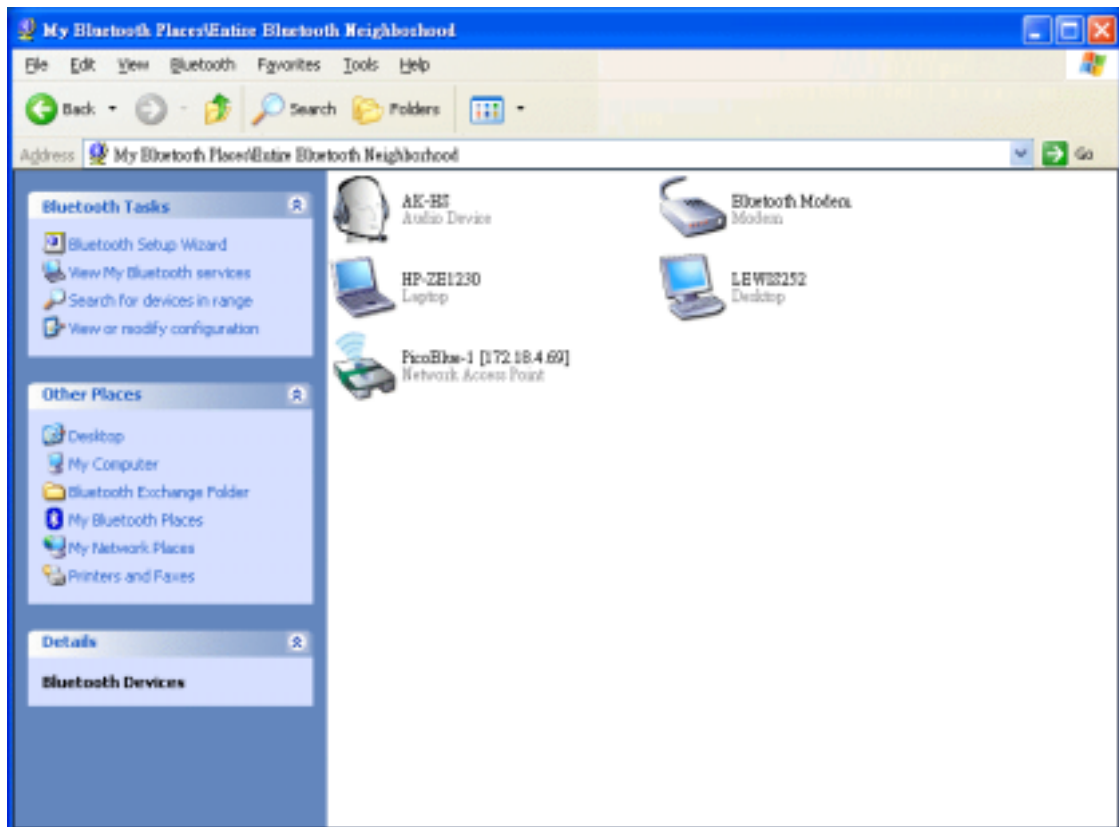 My Bluetooth Places\Entire Bluetooth Neighborhood
File Edit View Bluetooth Favorites Tools Help
Back Search Folders
Address My Bluetooth Places\Entire Bluetooth Neighborhood Go
Bluetooth Tasks
Bluetooth Setup Wizard
View My Bluetooth services
Search for devices in range
View or modify configuration
Other Places
Desktop
My Computer
Bluetooth Exchange Folder
My Bluetooth Places
My Network Places
Printers and Faxes
Details
Bluetooth Devices
AK-HS
Audio Device
Bluetooth Modem
Modem
HP-ZE1230
Laptop
LEWIS252
Desktop
PicoBlue-1 [172.18.4.69]
Network Access Point